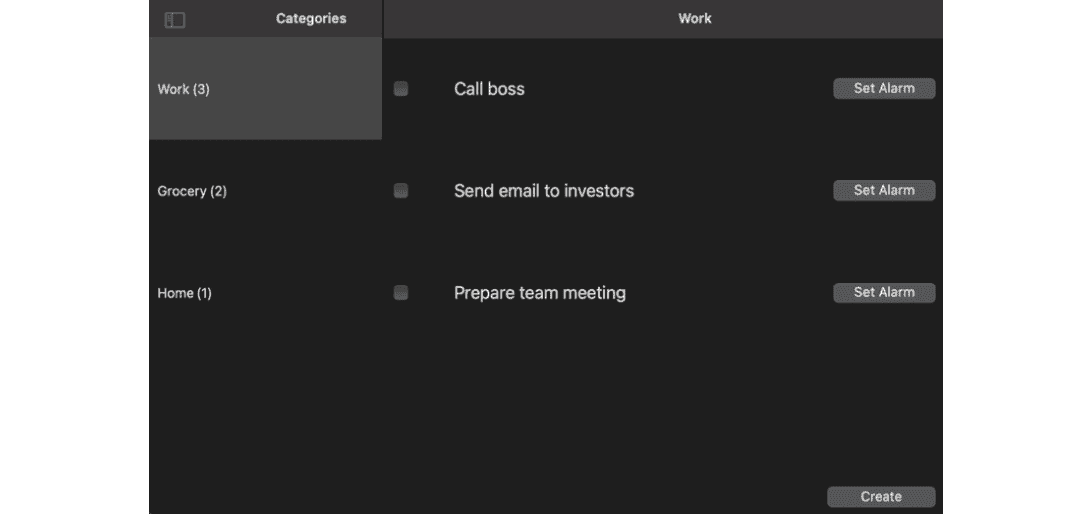 Categories
Work
Work (3)
Call boss
Set Alarm
Grocery (2)
Send email to investors
Set Alarm
Home (1)
Prepare team meeting
Set Alarm
Create